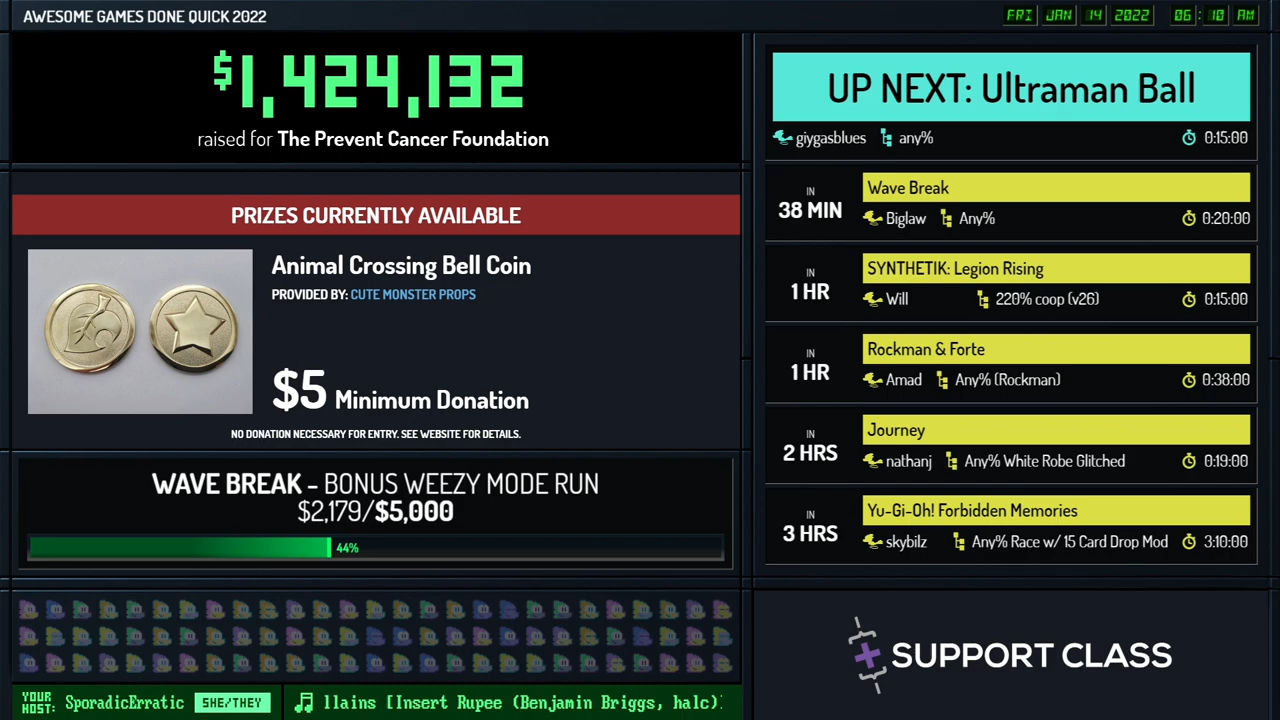 AWESOME GAMES DONE QUICK 2022
FRI JAN 14 2022 06:10 AM
$1,424,132
raised for The Prevent Cancer Foundation
PRIZES CURRENTLY AVAILABLE
Animal Crossing Bell Coin
PROVIDED BY: CUTE MONSTER PROPS
$5 Minimum Donation
NO DONATION NECESSARY FOR ENTRY. SEE WEBSITE FOR DETAILS.
WAVE BREAK - BONUS WEEZY MODE RUN
$2,179/$5,000
44%
YOUR HOST: SporadicErratic SHE/THEY
llains [Insert Rupee (Benjamin Briggs, halc)]
UP NEXT: Ultraman Ball
giygasblues any% 0:15:00
IN 38 MIN
Wave Break
Biglaw Any% 0:20:00
IN 1 HR
SYNTHETIK: Legion Rising
Will 220% coop (v26) 0:15:00
IN 1 HR
Rockman & Forte
Amad Any% (Rockman) 0:38:00
IN 2 HRS
Journey
nathanj Any% White Robe Glitched 0:19:00
IN 3 HRS
Yu-Gi-Oh! Forbidden Memories
skybilz Any% Race w/ 15 Card Drop Mod 3:10:00
SUPPORT CLASS